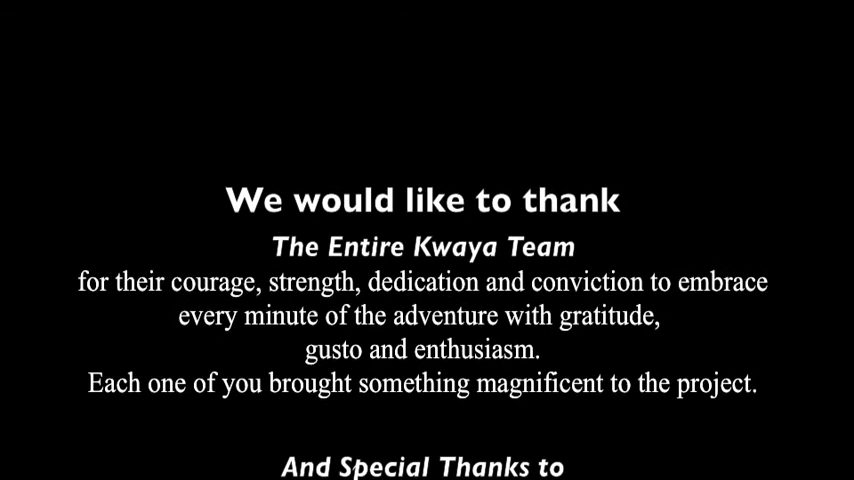 We would like to thank
The Entire Kwaya Team
for their courage, strength, dedication and conviction to embrace
every minute of the adventure with gratitude,
gusto and enthusiasm.
Each one of you brought something magnificent to the project.
And Special Thanks to